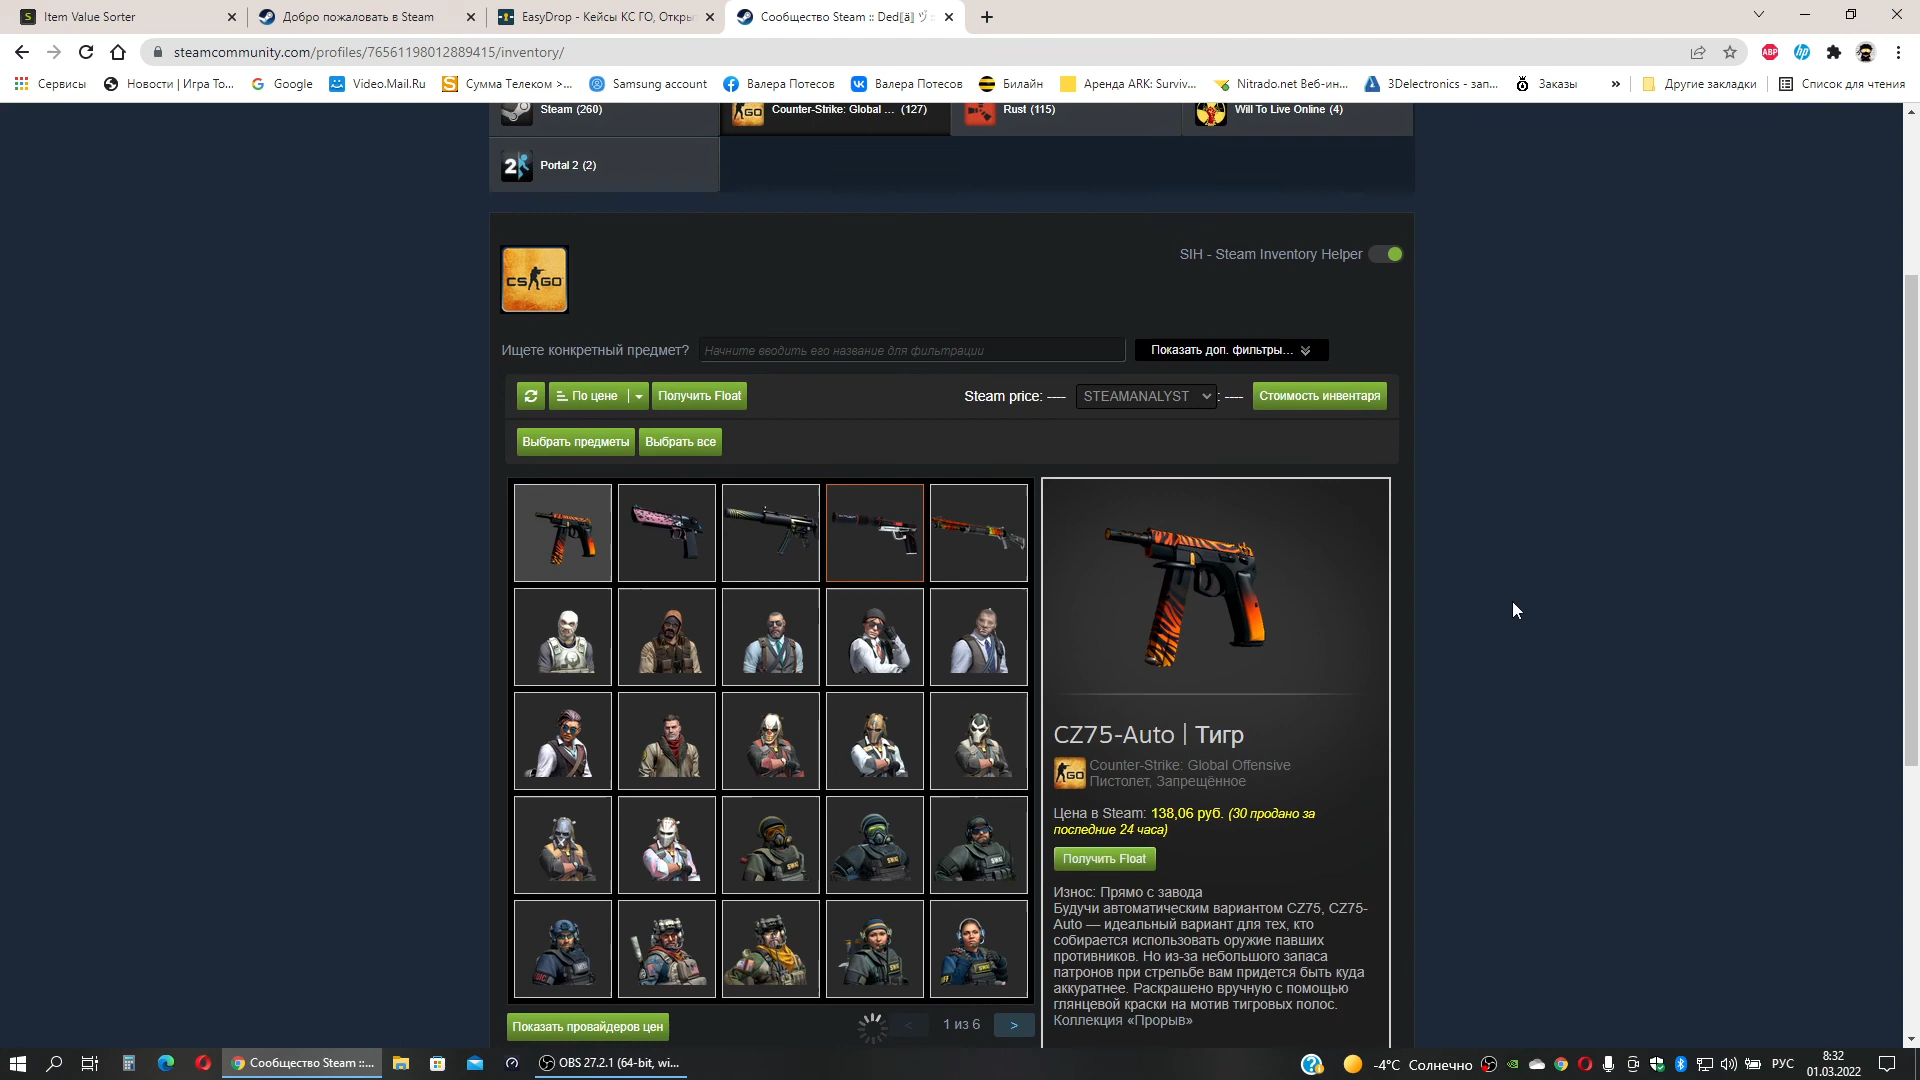 Item Value Sorter
Добро пожаловать в Steam
EasyDrop - Кейсы КС ГО, Откры
Сообщество Steam :: Ded[[ä]] ヅ ::
steamcommunity.com/profiles/76561198012889415/inventory/
ABP
Сервисы
Новости | Игра То...
Google
Video.Mail.Ru
Сумма Телеком >...
Samsung account
Валера Потесов
Валера Потесов
Билайн
Аренда ARK: Surviv...
Nitrado.net Веб-ин...
3Delectronics - зап...
Заказы
»
Другие закладки
Список для чтения
Steam (260)
Counter-Strike: Global ... (127)
Rust (115)
Will To Live Online (4)
Portal 2 (2)
CS GO
SIH - Steam Inventory Helper
Ищете конкретный предмет?
Начните вводить его название для фильтрации
Показать доп. фильтры...
По цене
Получить Float
Steam price: ----
STEAMANALYST
: ----
Стоимость инвентаря
Выбрать предметы
Выбрать все
CZ75-Auto | Тигр
Counter-Strike: Global Offensive
Пистолет, Запрещённое
Цена в Steam: 138,06 руб. (30 продано за
последние 24 часа)
Получить Float
Износ: Прямо с завода
Будучи автоматическим вариантом CZ75, CZ75-
Auto — идеальный вариант для тех, кто
собирается использовать оружие павших
противников. Но из-за небольшого запаса
патронов при стрельбе вам придется быть куда
аккуратнее. Раскрашено вручную с помощью
глянцевой краски на мотив тигровых полос.
Коллекция «Прорыв»
Показать провайдеров цен
<
1 из 6
>
Сообщество Steam ::...
OBS 27.2.1 (64-bit, wi...
-4°C Солнечно
РУС
8:32
01.03.2022